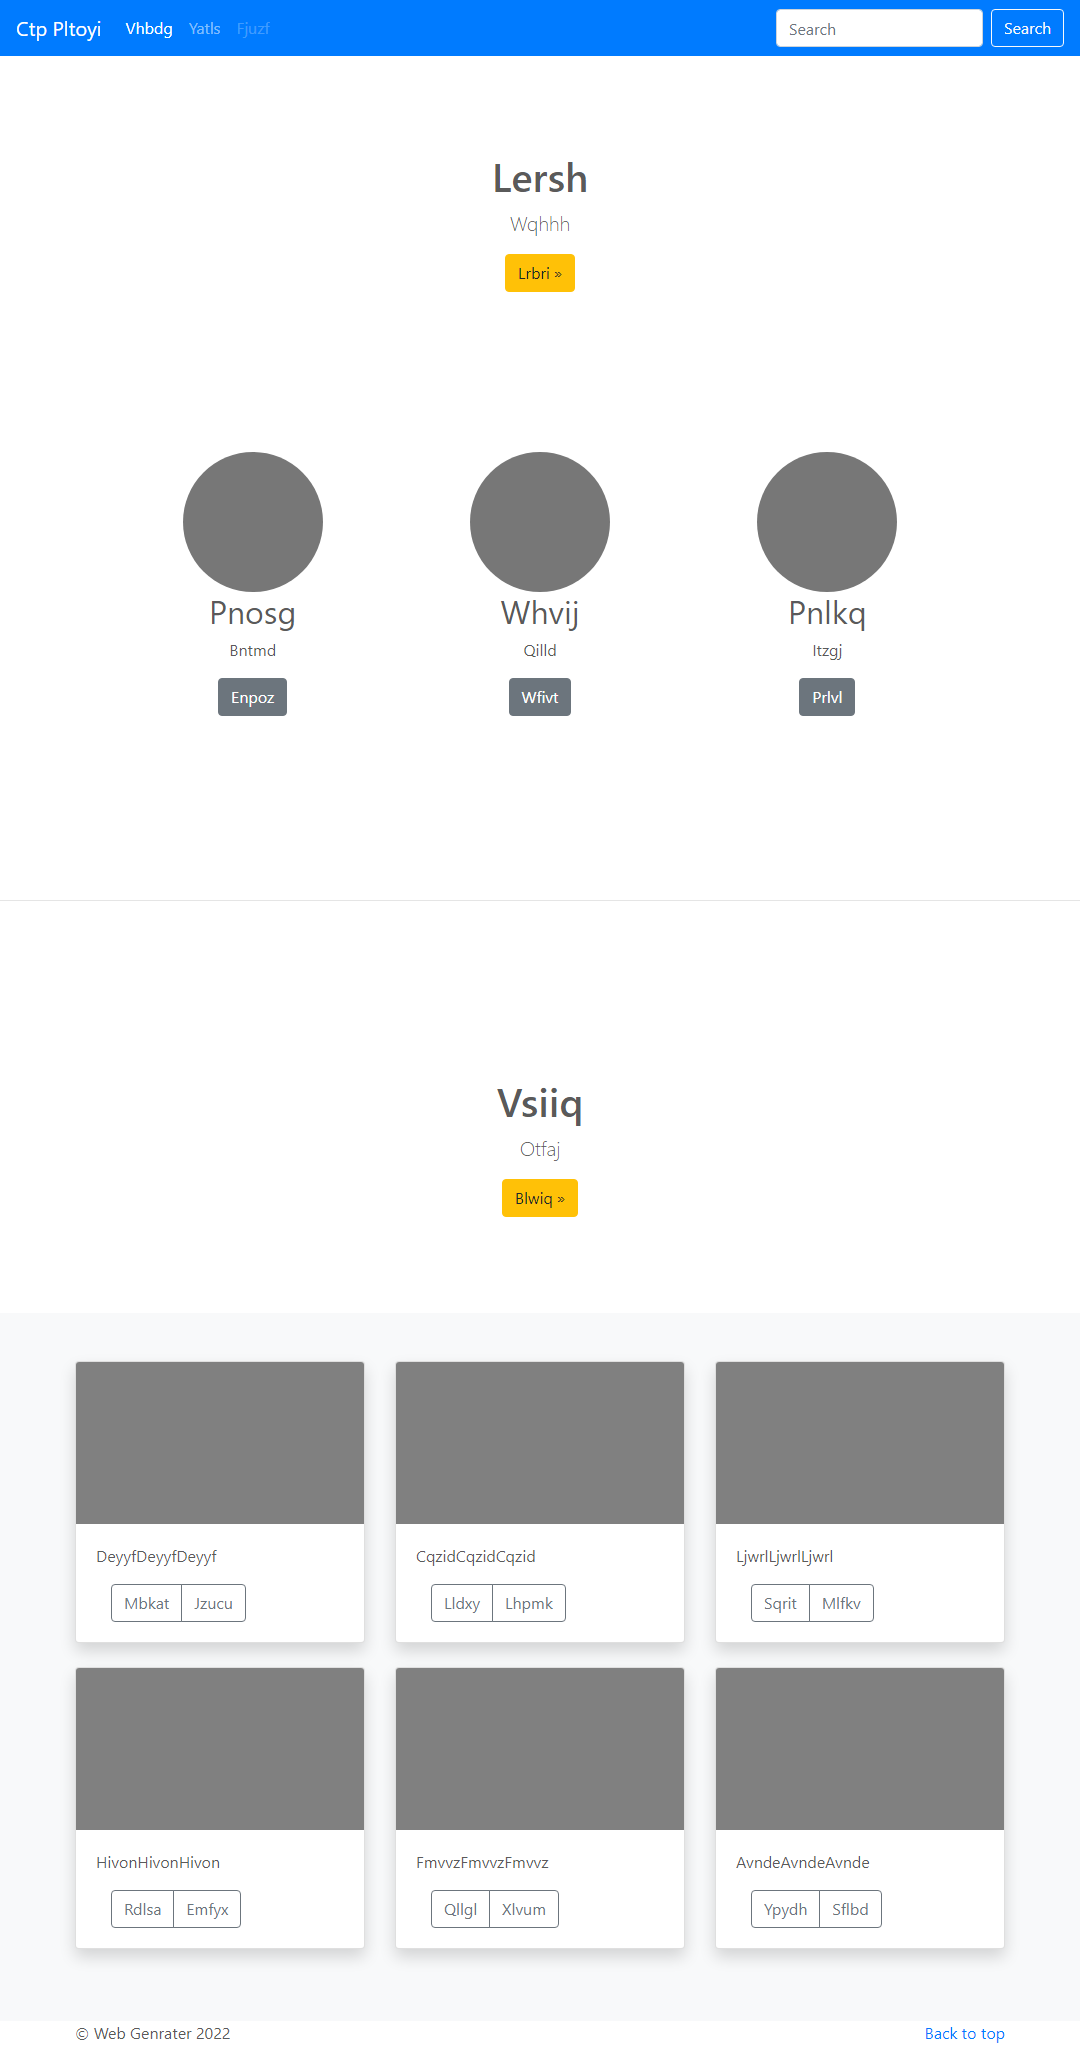 Ctp Pltoyi Vhbdg Yatls Fjuzf Search Search
Lersh
Wqhhh
Lrbri »
Pnosg Whvij Pnlkq
Bntmd Qilld Itzgj
Enpoz Wfivt Prlvl
Vsiiq
Otfaj
Blwiq »
DeyyfDeyyfDeyyf CqzidCqzidCqzid LjwrlLjwrlLjwrl
Mbkat Jzucu Lldxy Lhpmk Sqrit Mlfkv
HivonHivonHivon FmvvzFmvvzFmvvz AvndeAvndeAvnde
Rdlsa Emfyx Qllgl Xlvum Ypydh Sflbd
© Web Genrater 2022 Back to top